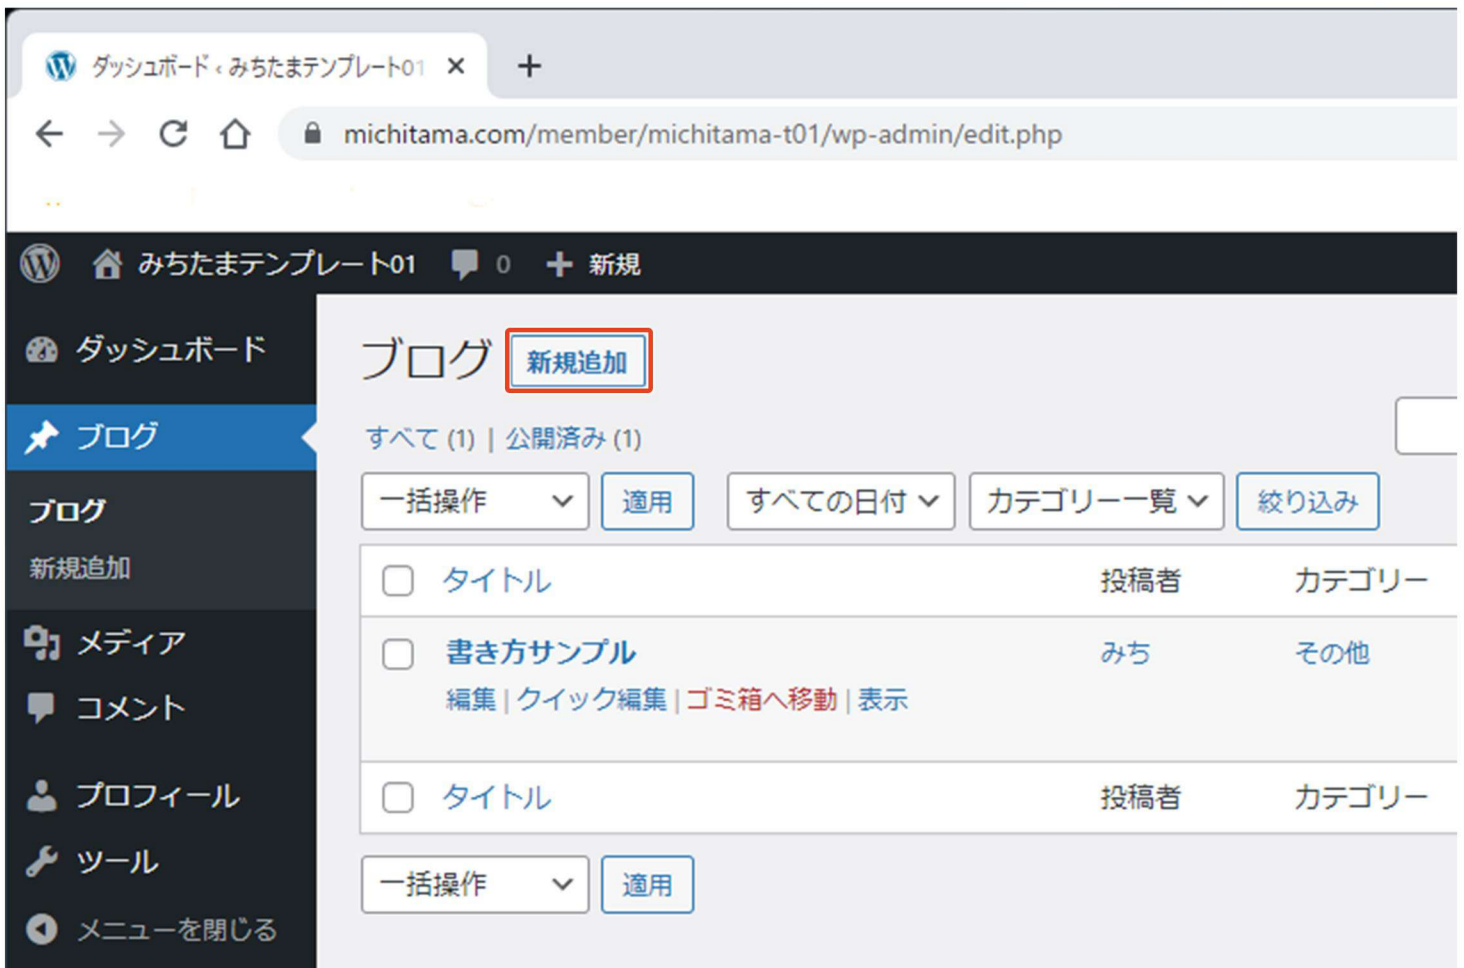 ダッシュボード ‹ みちたまテンプレート01
michitama.com/member/michitama-t01/wp-admin/edit.php
みちたまテンプレート01 0 新規
ダッシュボード
ブログ
ブログ
新規追加
メディア
コメント
プロフィール
ツール
メニューを閉じる
ブログ 新規追加
すべて (1) | 公開済み (1)
一括操作 適用 すべての日付 カテゴリー一覧 絞り込み
タイトル 投稿者 カテゴリー
書き方サンプル みち その他
編集 | クイック編集 | ゴミ箱へ移動 | 表示
タイトル 投稿者 カテゴリー
一括操作 適用